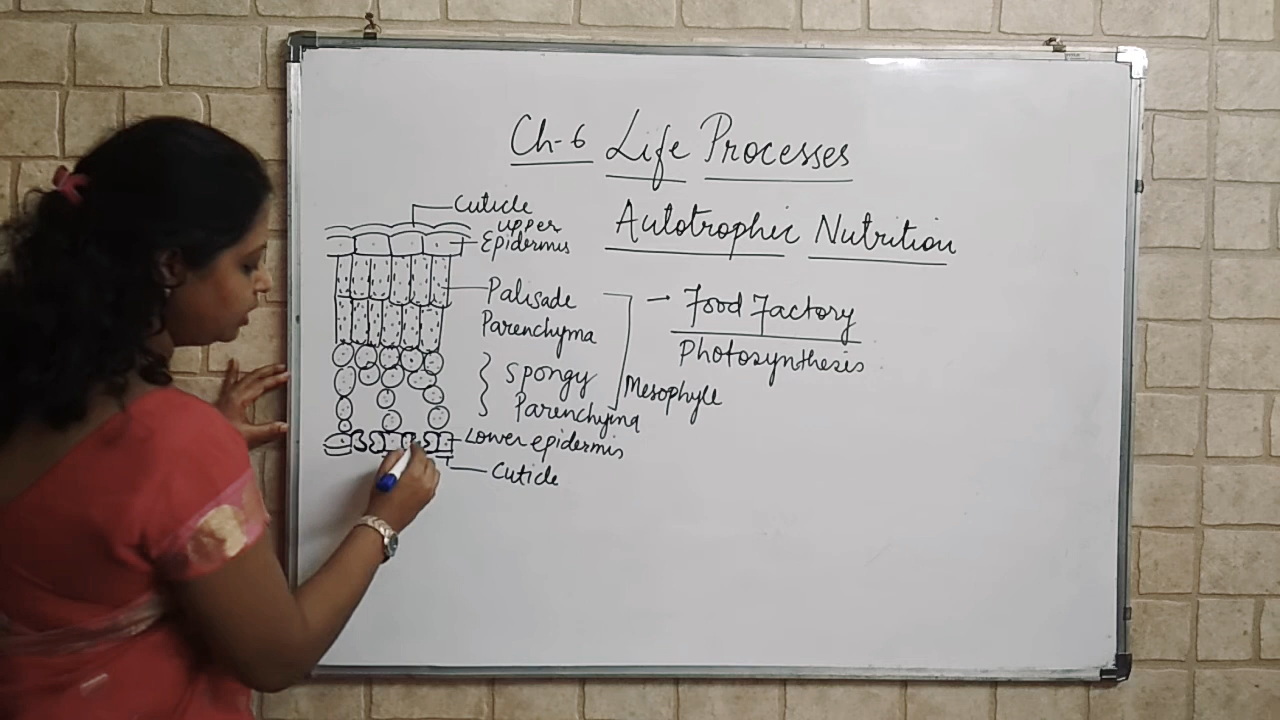 Ch-6 Life Processes
Autotrophic Nutrition
Cuticle
upper
Epidermis
Palisade
Parenchyma
Spongy
Parenchyma
Mesophyle
Lower epidermis
Cuticle
→ Food Factory
Photosynthesis